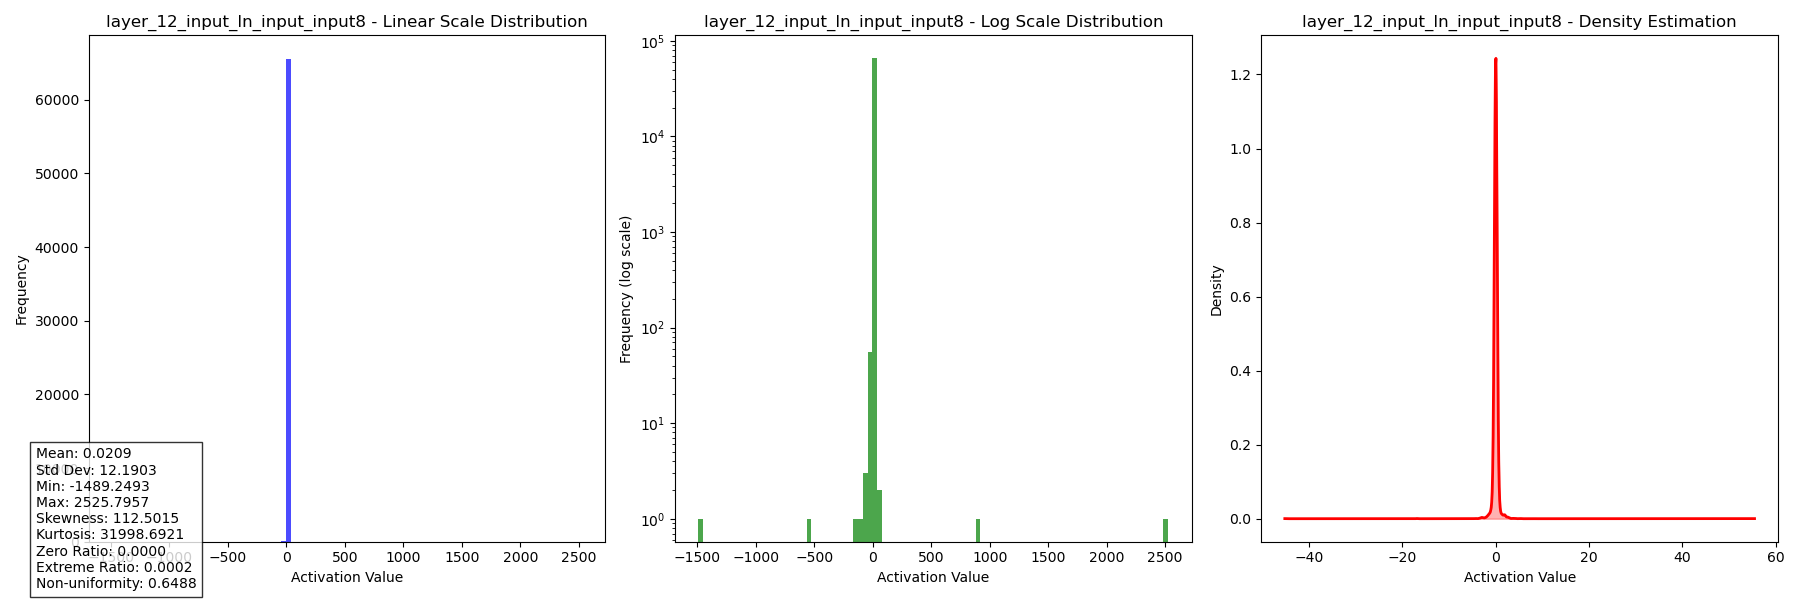 layer_12_input_ln_input_input8 - Linear Scale Distribution
Frequency
60000
50000
40000
30000
20000
−500
0
500
1000
1500
2000
2500
Activation Value
Mean: 0.0209
Std Dev: 12.1903
Min: -1489.2493
Max: 2525.7957
Skewness: 112.5015
Kurtosis: 31998.6921
Zero Ratio: 0.0000
Extreme Ratio: 0.0002
Non-uniformity: 0.6488
layer_12_input_ln_input_input8 - Log Scale Distribution
Frequency (log scale)
10⁵
10⁴
10³
10²
10¹
10⁰
−1500
−1000
−500
0
500
1000
1500
2000
2500
Activation Value
layer_12_input_ln_input_input8 - Density Estimation
Density
1.2
1.0
0.8
0.6
0.4
0.2
0.0
−40
−20
0
20
40
60
Activation Value